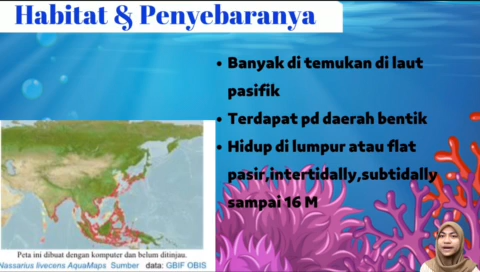 Habitat & Penyebaranya
Banyak di temukan di laut
pasifik
Terdapat pd daerah bentik
Hidup di lumpur atau flat
pasir,intertidally,subtidally
sampai 16 M
Peta ini dibuat dengan komputer dan belum ditinjau.
Nassarius livecens AquaMaps Sumber data: GBIF OBIS